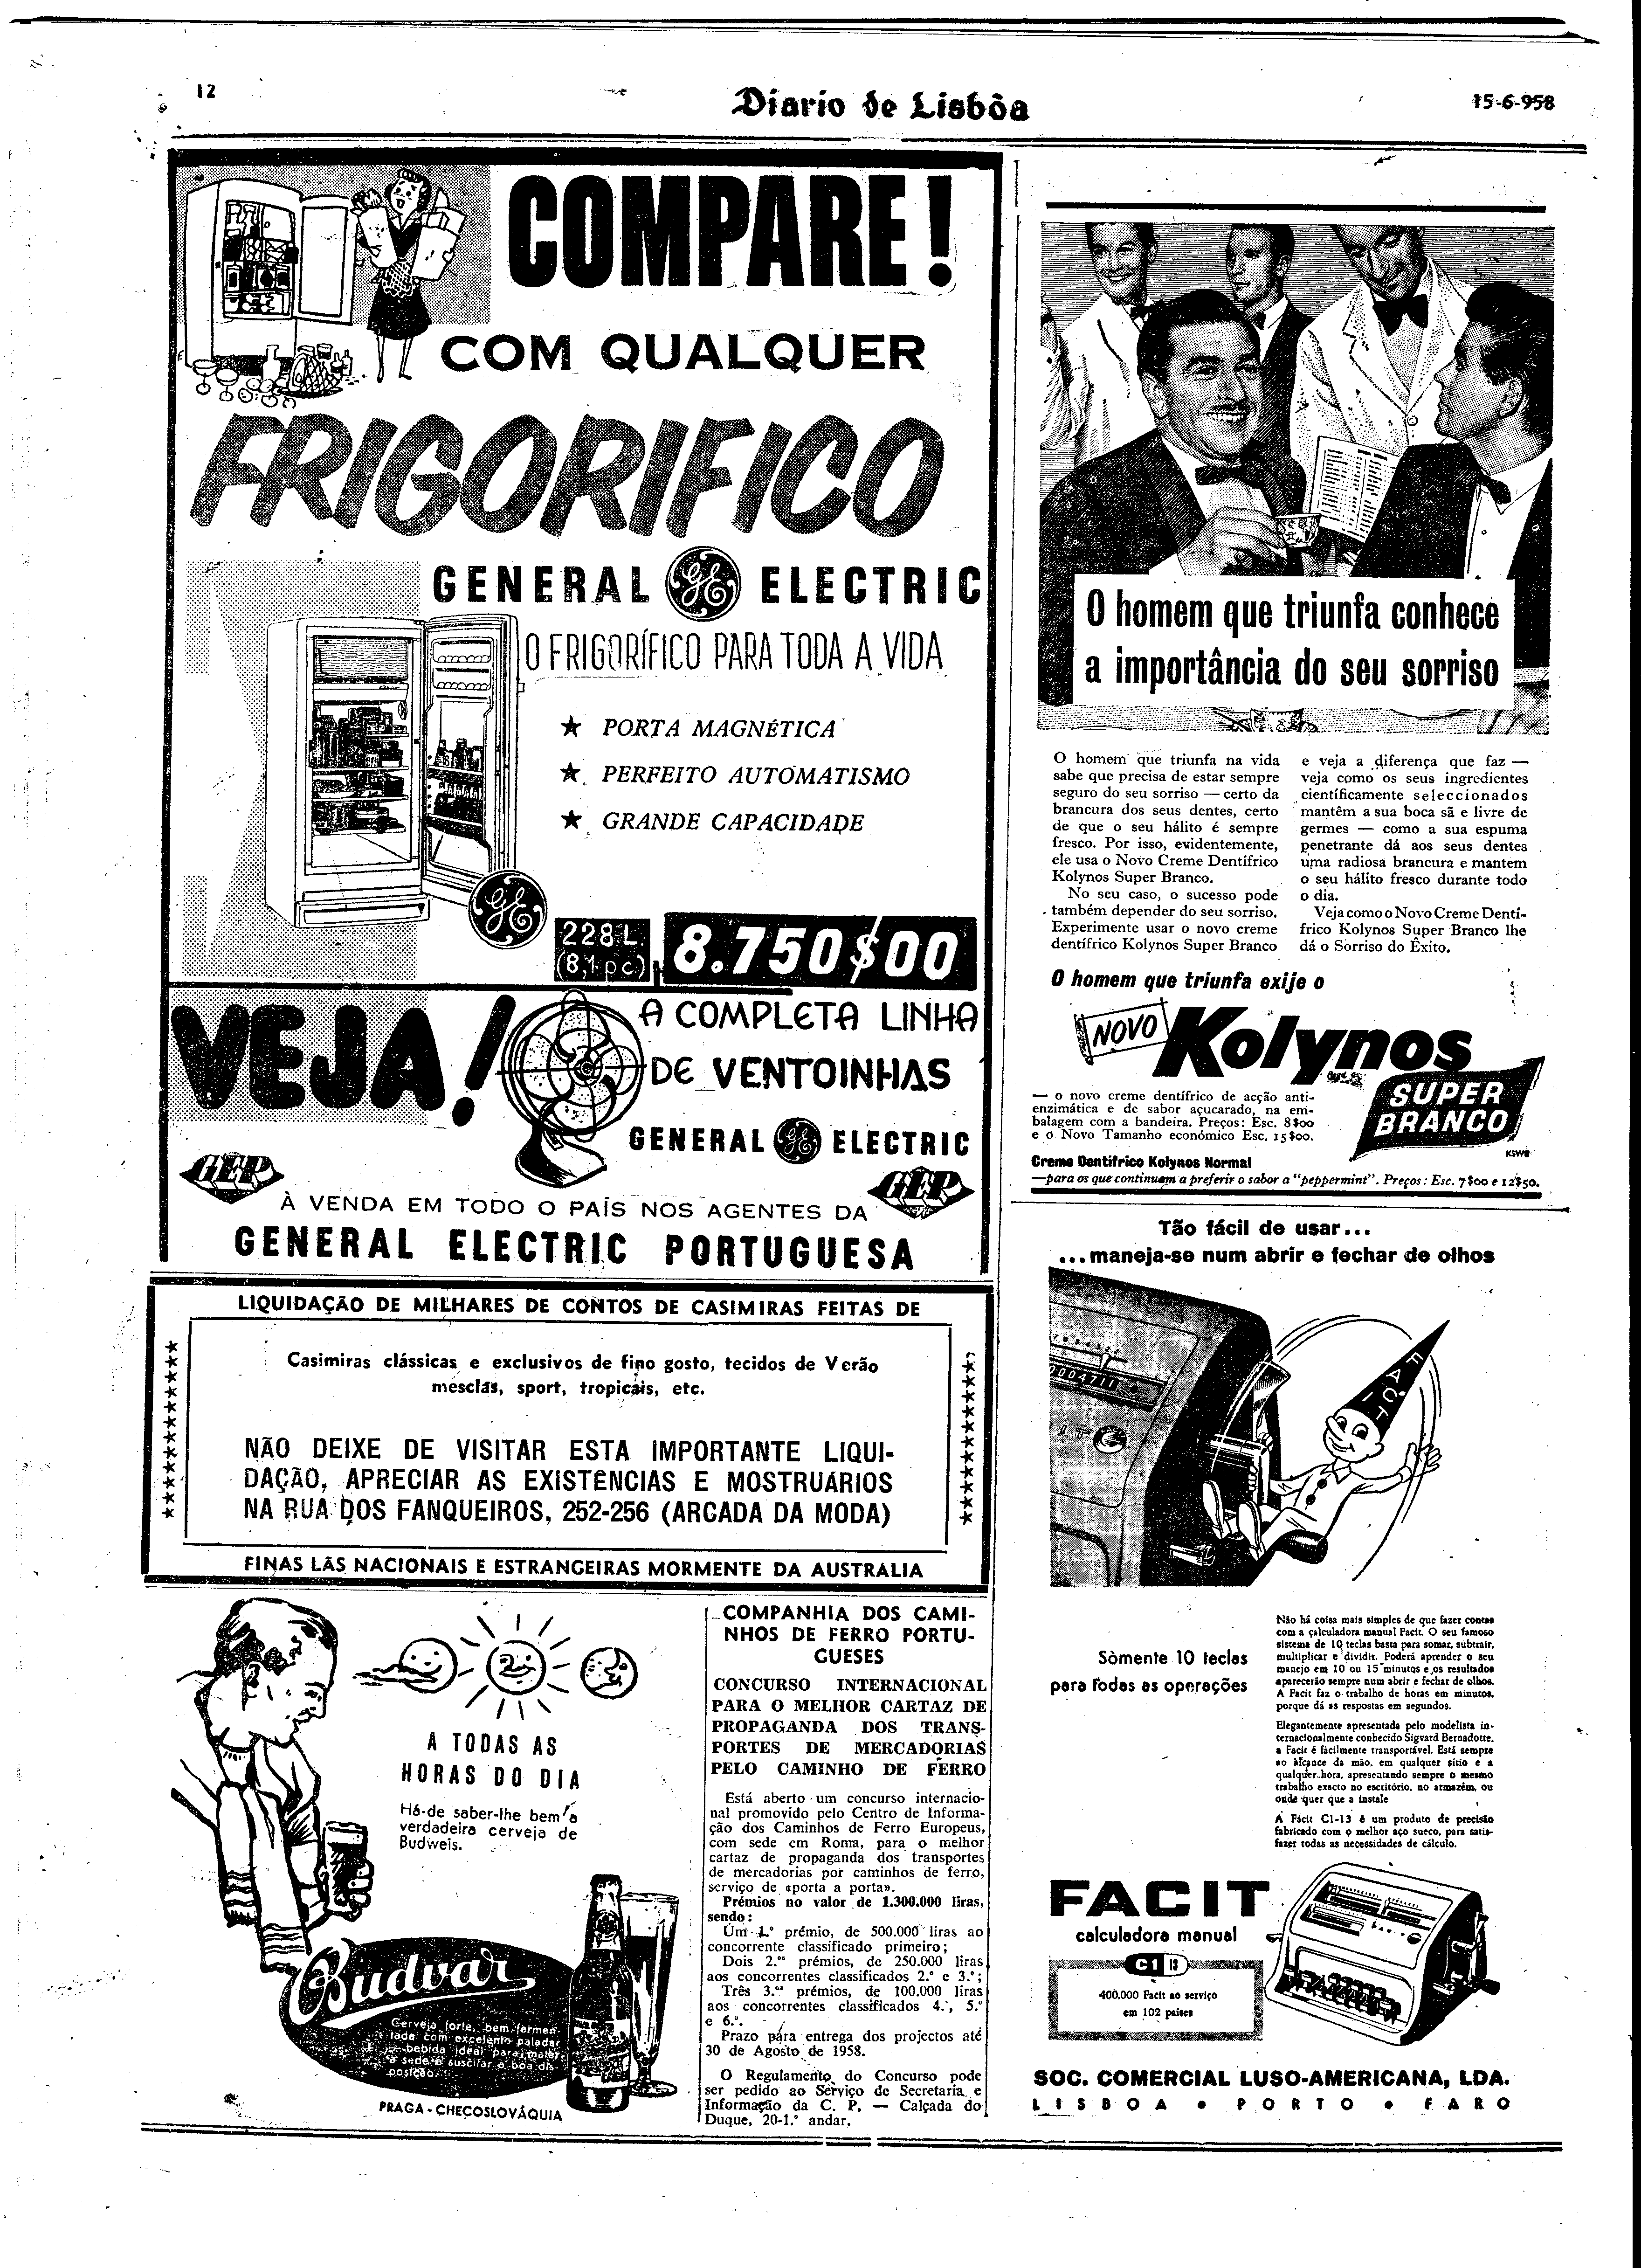 12
Diario de Lisbôa
15-6-958
COMPARE!
COM QUALQUER
FRIGORIFICO
GENERAL GE ELECTRIC
O FRIGORÍFICO PARA TODA A VIDA
★ PORTA MAGNÉTICA
★ PERFEITO AUTOMATISMO
★ GRANDE CAPACIDADE
GE
228 L
(8,1 pc)
8.750$00
VEJA!
A COMPLETA LINHA
DE VENTOINHAS
GENERAL GE ELECTRIC
GEP
GEP
À VENDA EM TODO O PAÍS NOS AGENTES DA
GENERAL ELECTRIC PORTUGUESA
LIQUIDAÇÃO DE MILHARES DE CONTOS DE CASIMIRAS FEITAS DE
Casimiras clássicas e exclusivos de fino gosto, tecidos de Verão
mesclas, sport, tropicais, etc.
NÃO DEIXE DE VISITAR ESTA IMPORTANTE LIQUI-
DAÇÃO, APRECIAR AS EXISTÊNCIAS E MOSTRUÁRIOS
NA RUA DOS FANQUEIROS, 252-256 (ARCADA DA MODA)
FINAS LÃS NACIONAIS E ESTRANGEIRAS MORMENTE DA AUSTRALIA
A TODAS AS
HORAS DO DIA
Há-de saber-lhe bem a
verdadeira cerveja de
Budweis.
Budvar
Cerveja forte, bem fermen-
tada com excelente paladar
bebida ideal para matar
a sede e suscitar a boa dis-
posição.
PRAGA - CHECOSLOVÁQUIA
COMPANHIA DOS CAMI-
NHOS DE FERRO PORTU-
GUESES
CONCURSO INTERNACIONAL
PARA O MELHOR CARTAZ DE
PROPAGANDA DOS TRANS-
PORTES DE MERCADORIAS
PELO CAMINHO DE FERRO
Está aberto um concurso internacio-
nal promovido pelo Centro de Informa-
ção dos Caminhos de Ferro Europeus,
com sede em Roma, para o melhor
cartaz de propaganda dos transportes
de mercadorias por caminhos de ferro,
serviço de «porta a porta».
Prémios no valor de 1.300.000 liras,
sendo:
Um 1.º prémio, de 500.000 liras ao
concorrente classificado primeiro;
Dois 2.ºs prémios, de 250.000 liras
aos concorrentes classificados 2.º e 3.º;
Três 3.ºs prémios, de 100.000 liras
aos concorrentes classificados 4.º, 5.º
e 6.º.
Prazo para entrega dos projectos até
30 de Agosto de 1958.
O Regulamento do Concurso pode
ser pedido ao Serviço de Secretaria e
Informação da C. P. — Calçada do
Duque, 20-1.º andar.
O homem que triunfa conhece
a importância do seu sorriso
O homem que triunfa na vida
sabe que precisa de estar sempre
seguro do seu sorriso — certo da
brancura dos seus dentes, certo
de que o seu hálito é sempre
fresco. Por isso, evidentemente,
ele usa o Novo Creme Dentífrico
Kolynos Super Branco.
No seu caso, o sucesso pode
também depender do seu sorriso.
Experimente usar o novo creme
dentífrico Kolynos Super Branco
e veja a diferença que faz —
veja como os seus ingredientes
científicamente seleccionados
mantêm a sua boca sã e livre de
germes — como a sua espuma
penetrante dá aos seus dentes
uma radiosa brancura e mantem
o seu hálito fresco durante todo
o dia.
Veja como o Novo Creme Dentí-
frico Kolynos Super Branco lhe
dá o Sorriso do Êxito.
O homem que triunfa exije o
NOVO Kolynos
SUPER
BRANCO
— o novo creme dentífrico de acção anti-
enzimática e de sabor açucarado, na em-
balagem com a bandeira. Preços: Esc. 8$00
e o Novo Tamanho económico Esc. 15$00.
Creme Dentífrico Kolynos Normal
—para os que continuam a preferir o sabor a "peppermint". Preços: Esc. 7$00 e 12$50.
Tão fácil de usar...
...maneja-se num abrir e fechar de olhos
0004711
FACIT
Sòmente 10 teclas
para todas as operações
Não há coisa mais simples de que fazer contas
com a calculadora manual Facit. O seu famoso
sistema de 10 teclas basta para somar, subtrair,
multiplicar e dividir. Poderá aprender o seu
manejo em 10 ou 15 minutos e os resultados
aparecerão sempre num abrir e fechar de olhos.
A Facit faz o trabalho de horas em minutos,
porque dá as respostas em segundos.
Elegantemente apresentada pelo modelista in-
ternacionalmente conhecido Sigvard Bernadotte,
a Facit é fàcilmente transportável. Está sempre
ao alcance da mão, em qualquer sítio e a
qualquer hora, apresentando sempre o mesmo
trabalho exacto no escritório, no armazém, ou
onde quer que a instale
A Facit C1-13 é um produto de precisão
fabricado com o melhor aço sueco, para satis-
fazer todas as necessidades de cálculo.
FACIT
calculadora manual
C1 13
400.000 Facit ao serviço
em 102 países
SOC. COMERCIAL LUSO-AMERICANA, LDA.
LISBOA • PORTO • FARO